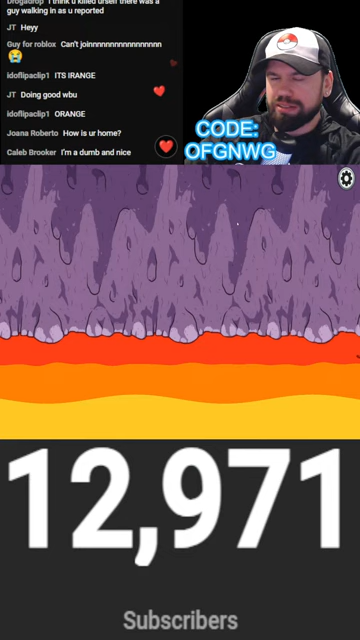 Drogadrop I think u killed urself there was a
guy walking in as u reported
JT Heyy
Guy for roblox Can't joinnnnnnnnnnnnnnnnn
idoflipaclip1 ITS IRANGE
JT Doing good wbu
idoflipaclip1 ORANGE
Joana Roberto How is ur home?
Caleb Brooker I'm a dumb and nice
CODE:
OFGNWG
12,971
Subscribers